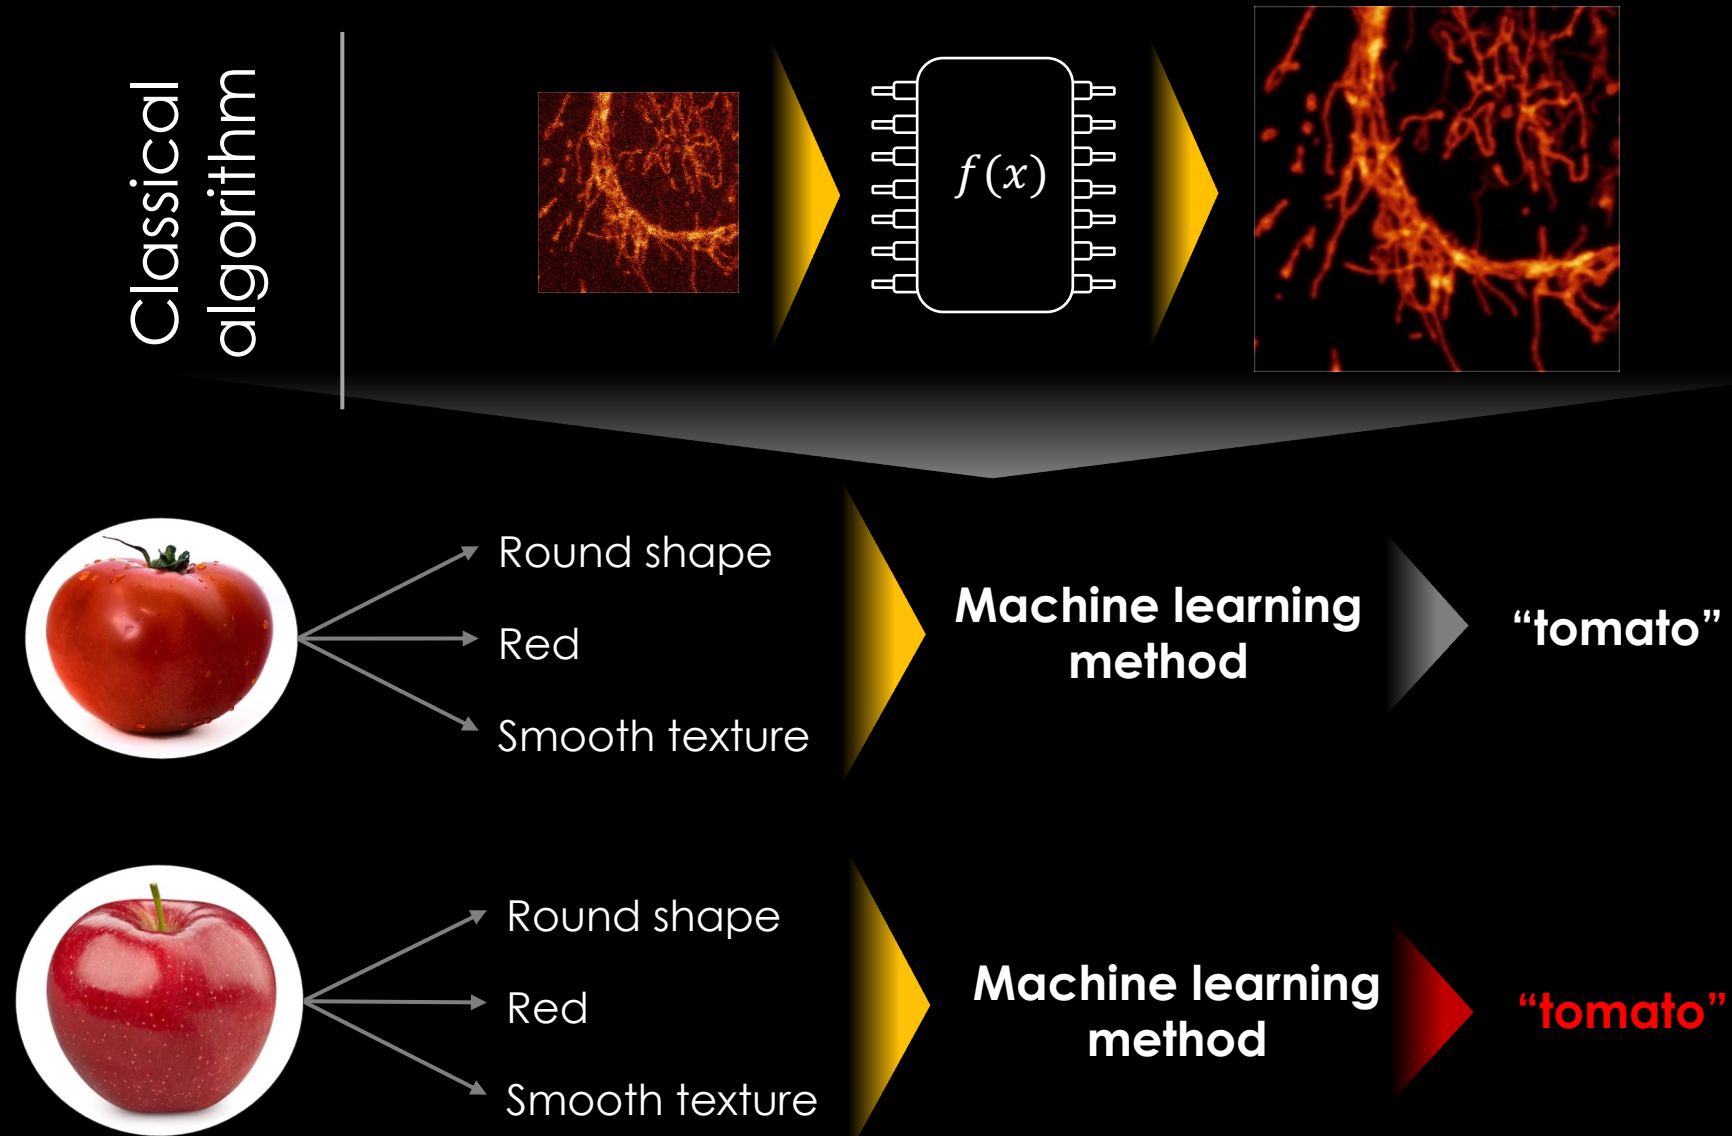 Classical
algorithm
f(x)
Round shape
Red
Smooth texture
Machine learning
method
“tomato”
Round shape
Red
Smooth texture
Machine learning
method
“tomato”